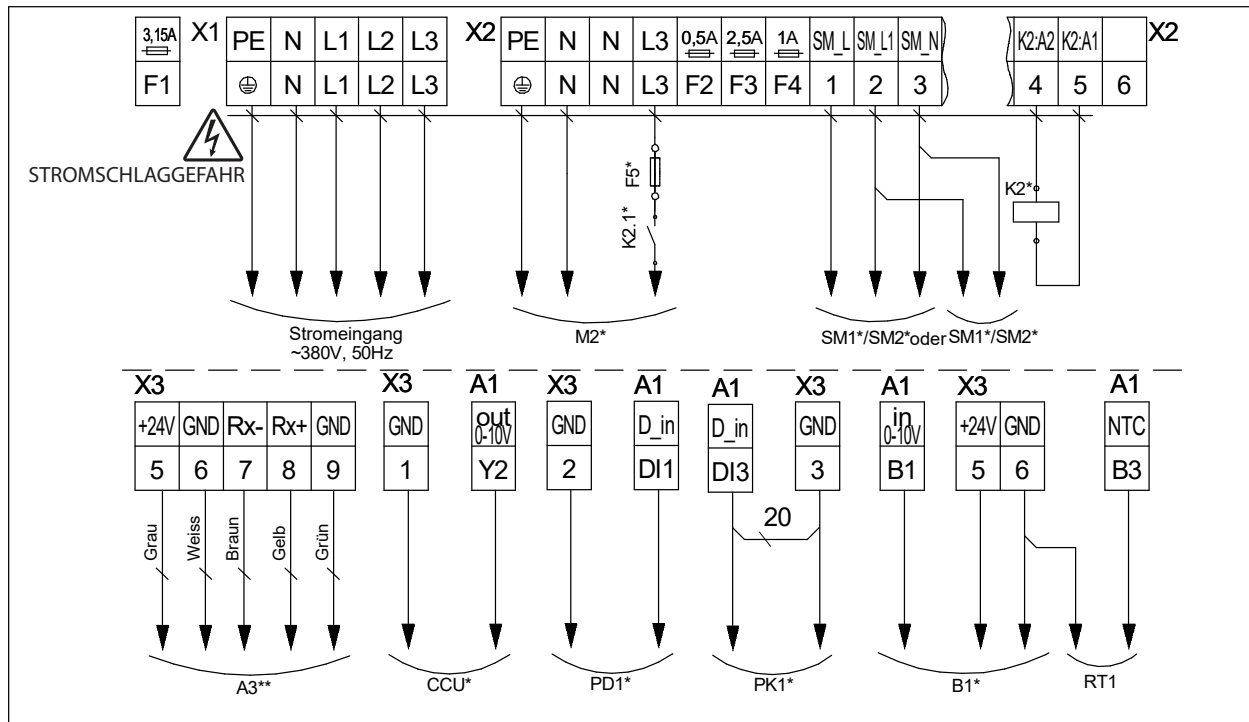 3,15A X1 PE N L1 L2 L3 X2 PE N N L3 0,5A 2,5A 1A SM_L SM_L1 SM_N K2:A2 K2:A1 X2
F1 N L1 L2 L3 N N L3 F2 F3 F4 1 2 3 4 5 6
STROMSCHLAGGEFAHR
F5*
K2.1*
K2*
Stromeingang
~380V, 50Hz
M2*
SM1*/SM2*oder SM1*/SM2*
X3 X3 A1 X3 A1 A1 X3 A1 X3 A1
+24V GND Rx- Rx+ GND GND out 0-10V GND D_in D_in GND in 0-10V +24V GND NTC
5 6 7 8 9 1 Y2 2 DI1 DI3 3 B1 5 6 B3
20
Grau Weiss Braun Gelb Grün
A3** CCU* PD1* PK1* B1* RT1